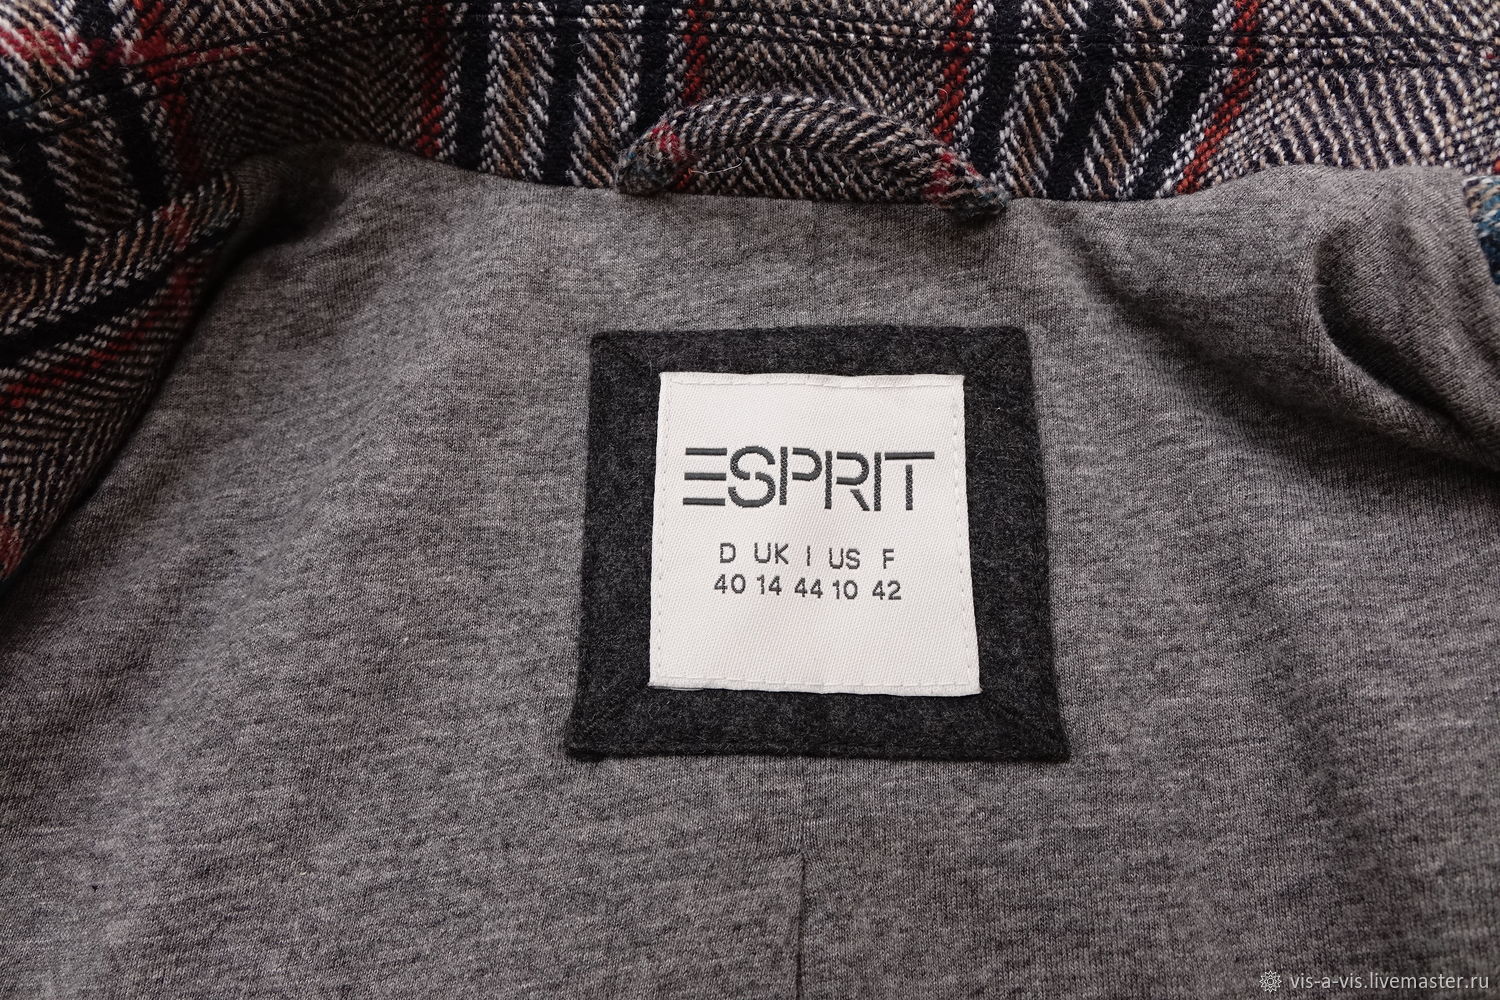 ESPRIT
D UK I US F
40 14 44 10 42
vis-a-vis.livemaster.ru